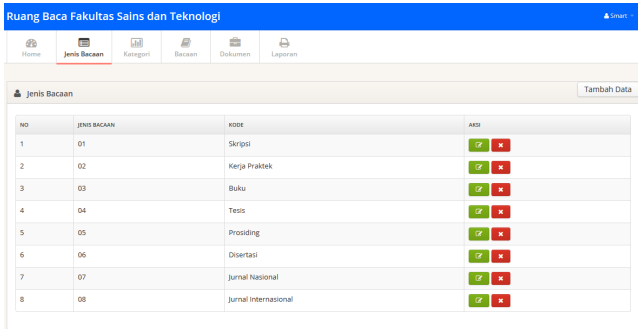 Ruang Baca Fakultas Sains dan Teknologi Smart
Home Jenis Bacaan Kategori Bacaan Dokumen Laporan
Jenis Bacaan Tambah Data
NO JENIS BACAAN KODE AKSI
1 01 Skripsi
2 02 Kerja Praktek
3 03 Buku
4 04 Tesis
5 05 Prosiding
6 06 Disertasi
7 07 Jurnal Nasional
8 08 Jurnal Internasional